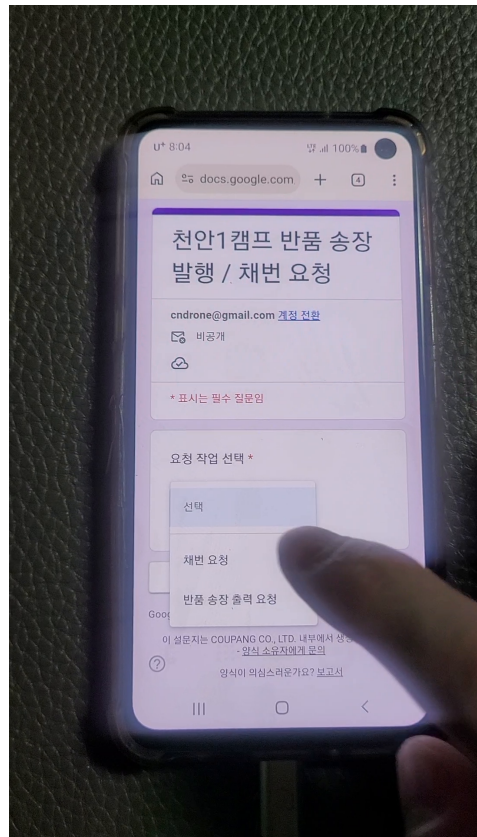 U⁺ 8:04 100%
docs.google.com 4
천안1캠프 반품 송장
발행 / 채번 요청
cndrone@gmail.com 계정 전환
비공개
* 표시는 필수 질문임
요청 작업 선택 *
선택
채번 요청
반품 송장 출력 요청
Goo
이 설문지는 COUPANG CO., LTD. 내부에서
- 양식 소유자에게 문의
양식이 의심스러운가요? 보고서